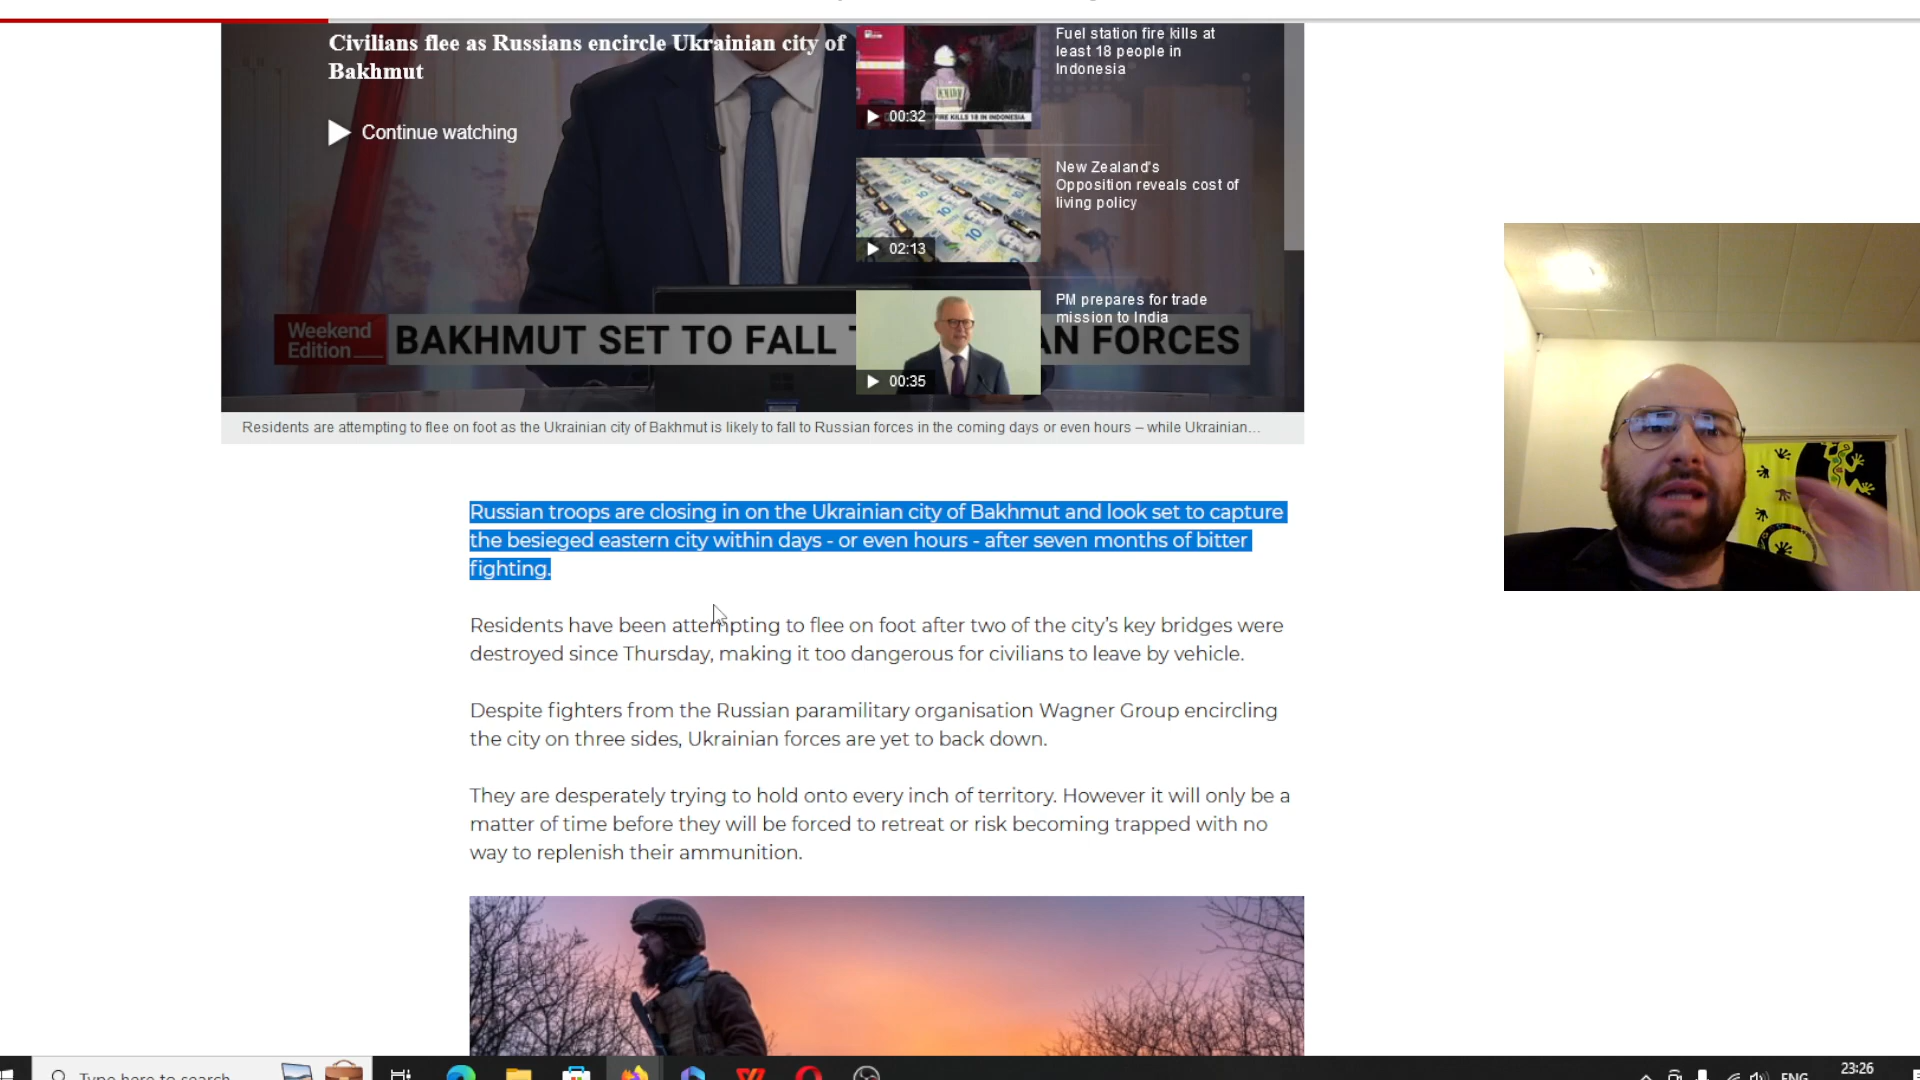 Civilians flee as Russians encircle Ukrainian city of
Bakhmut
Continue watching
Fuel station fire kills at
least 18 people in
Indonesia
00:32
FIRE KILLS 18 IN INDONESIA
New Zealand's
Opposition reveals cost of
living policy
02:13
PM prepares for trade
mission to India
00:35
Weekend
Edition
BAKHMUT SET TO FALL T
AN FORCES
Residents are attempting to flee on foot as the Ukrainian city of Bakhmut is likely to fall to Russian forces in the coming days or even hours – while Ukrainian...
Russian troops are closing in on the Ukrainian city of Bakhmut and look set to capture
the besieged eastern city within days - or even hours - after seven months of bitter
fighting.
Residents have been attempting to flee on foot after two of the city's key bridges were
destroyed since Thursday, making it too dangerous for civilians to leave by vehicle.
Despite fighters from the Russian paramilitary organisation Wagner Group encircling
the city on three sides, Ukrainian forces are yet to back down.
They are desperately trying to hold onto every inch of territory. However it will only be a
matter of time before they will be forced to retreat or risk becoming trapped with no
way to replenish their ammunition.
Type here to search
ENG
23:26